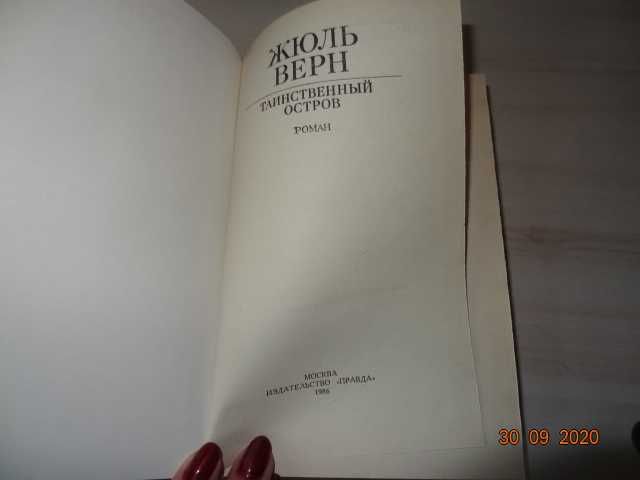 ЖЮЛЬ
ВЕРН
ТАИНСТВЕННЫЙ
ОСТРОВ
РОМАН
МОСКВА
ИЗДАТЕЛЬСТВО «ПРАВДА»
1986
30 09 2020